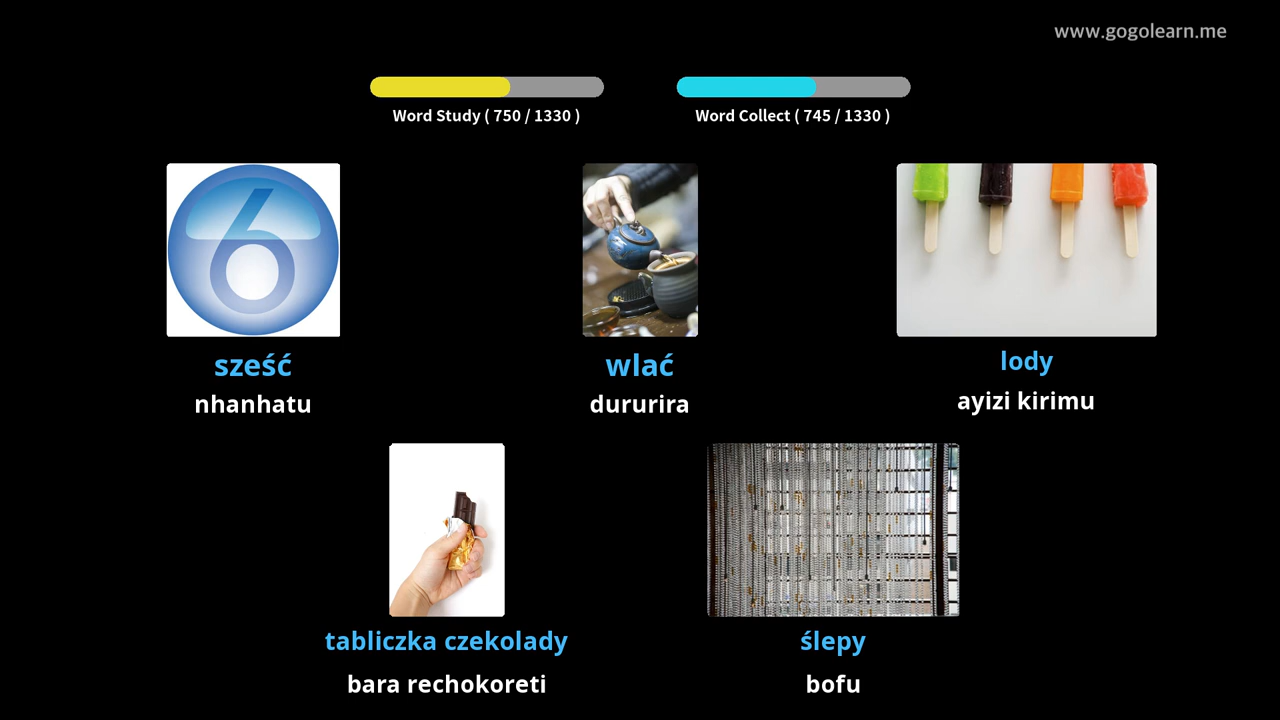 www.gogolearn.me
Word Study ( 750 / 1330 )
Word Collect ( 745 / 1330 )
6
sześć
nhanhatu
wlać
dururira
lody
ayizi kirimu
tabliczka czekolady
bara rechokoreti
ślepy
bofu